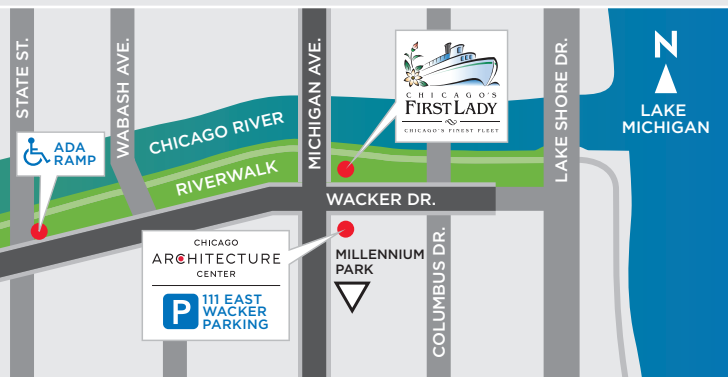 STATE ST.
WABASH AVE.
MICHIGAN AVE.
CHICAGO'S
FIRST LADY
CHICAGO'S FINEST FLEET
LAKE SHORE DR.
N
LAKE
MICHIGAN
CHICAGO RIVER
ADA
RAMP
RIVERWALK
WACKER DR.
CHICAGO
ARCHITECTURE
CENTER
P
111 EAST
WACKER
PARKING
MILLENNIUM
PARK
COLUMBUS DR.